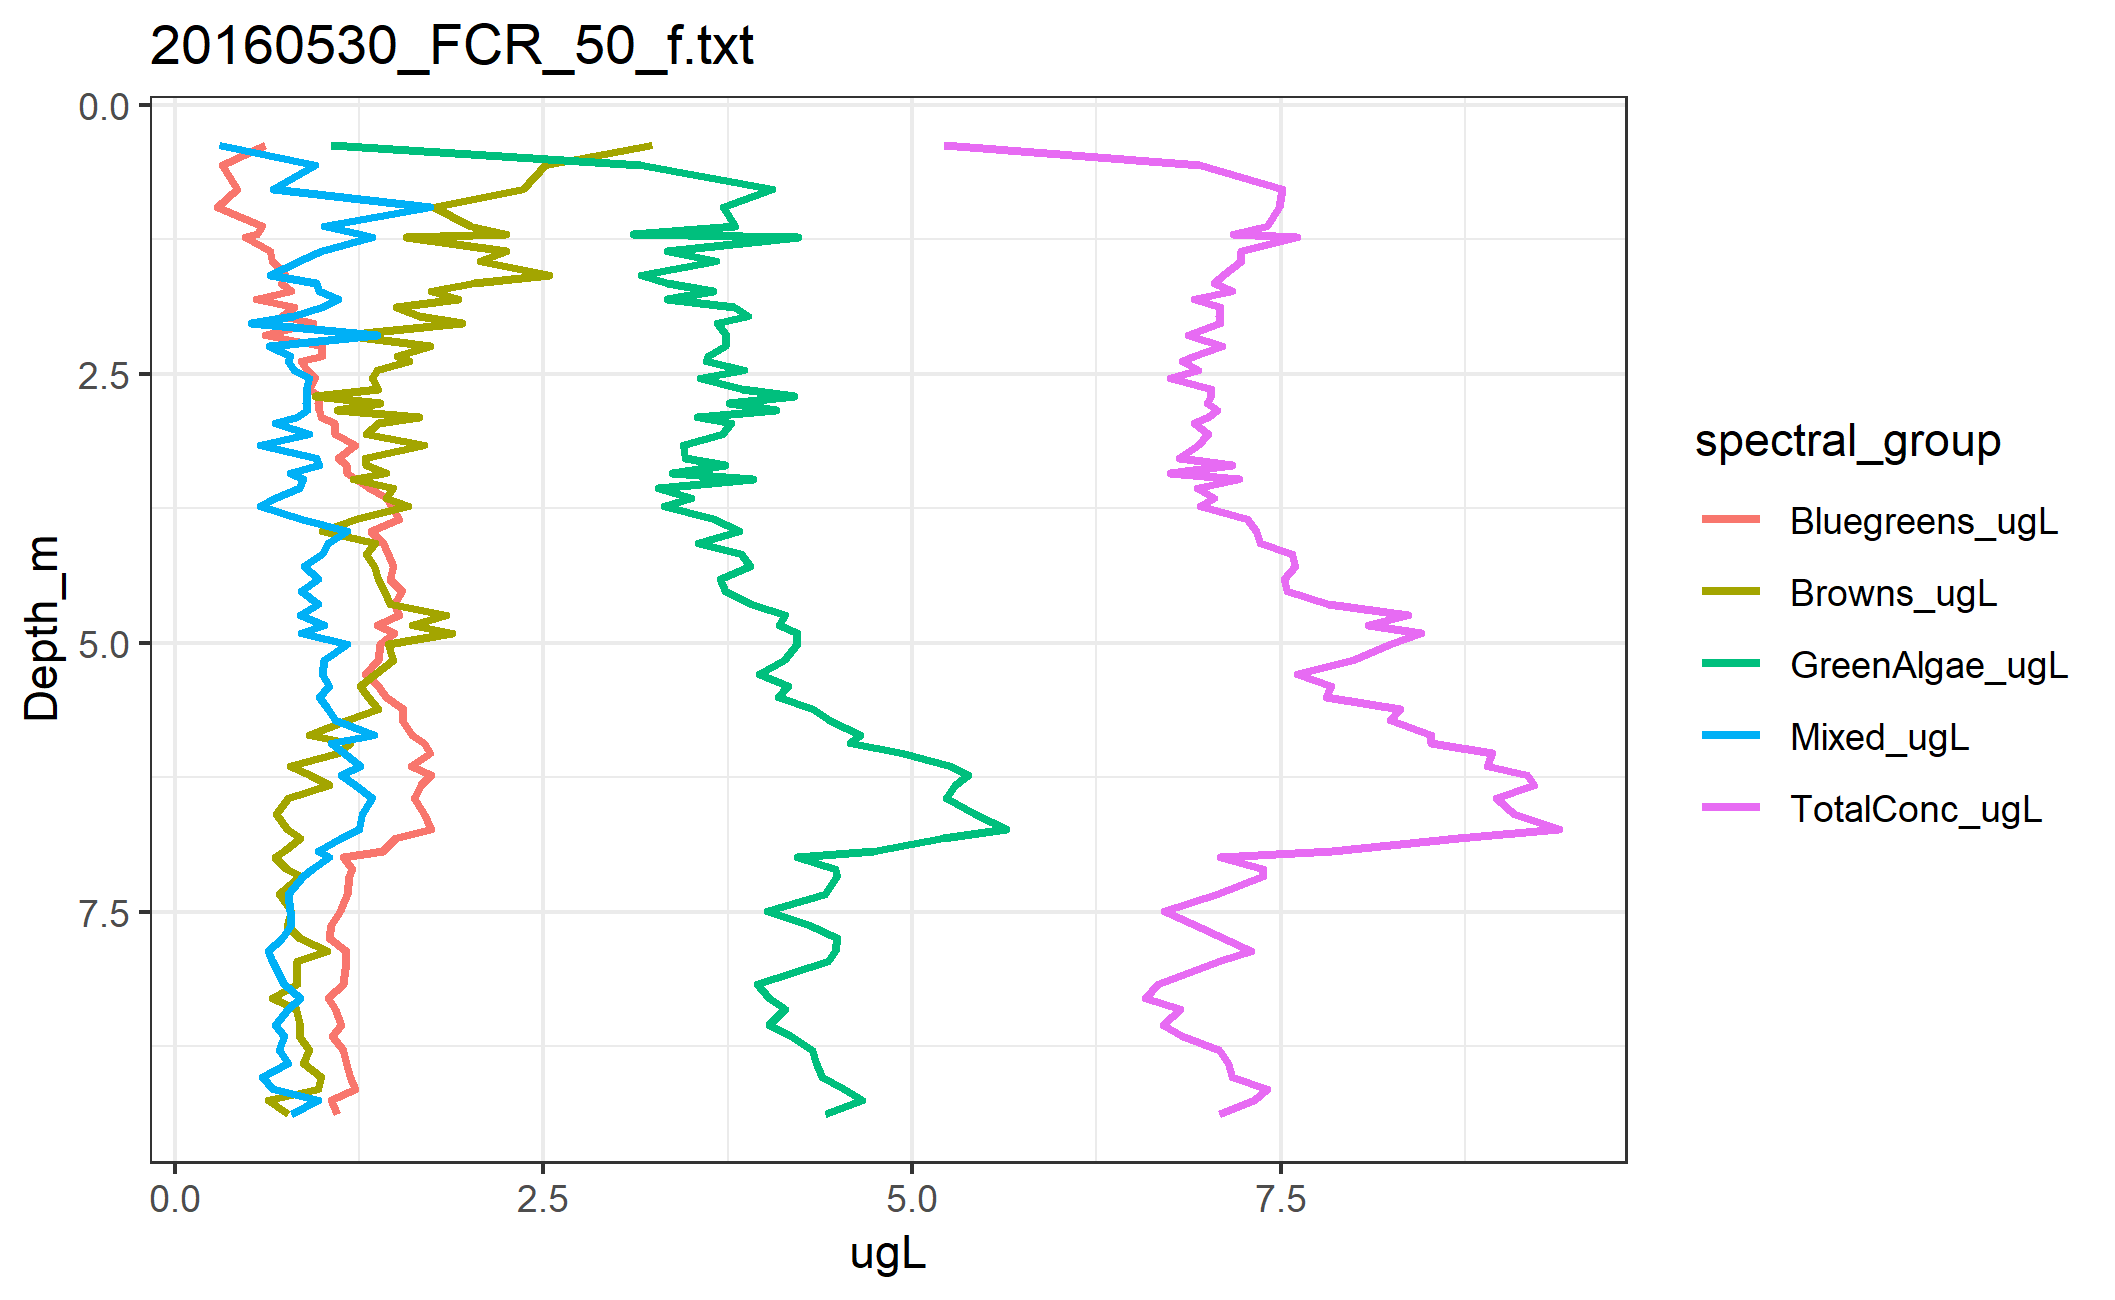 20160530_FCR_50_f.txt
0.0
2.5
5.0
7.5
Depth_m
0.0 2.5 5.0 7.5
ugL
spectral_group
Bluegreens_ugL
Browns_ugL
GreenAlgae_ugL
Mixed_ugL
TotalConc_ugL